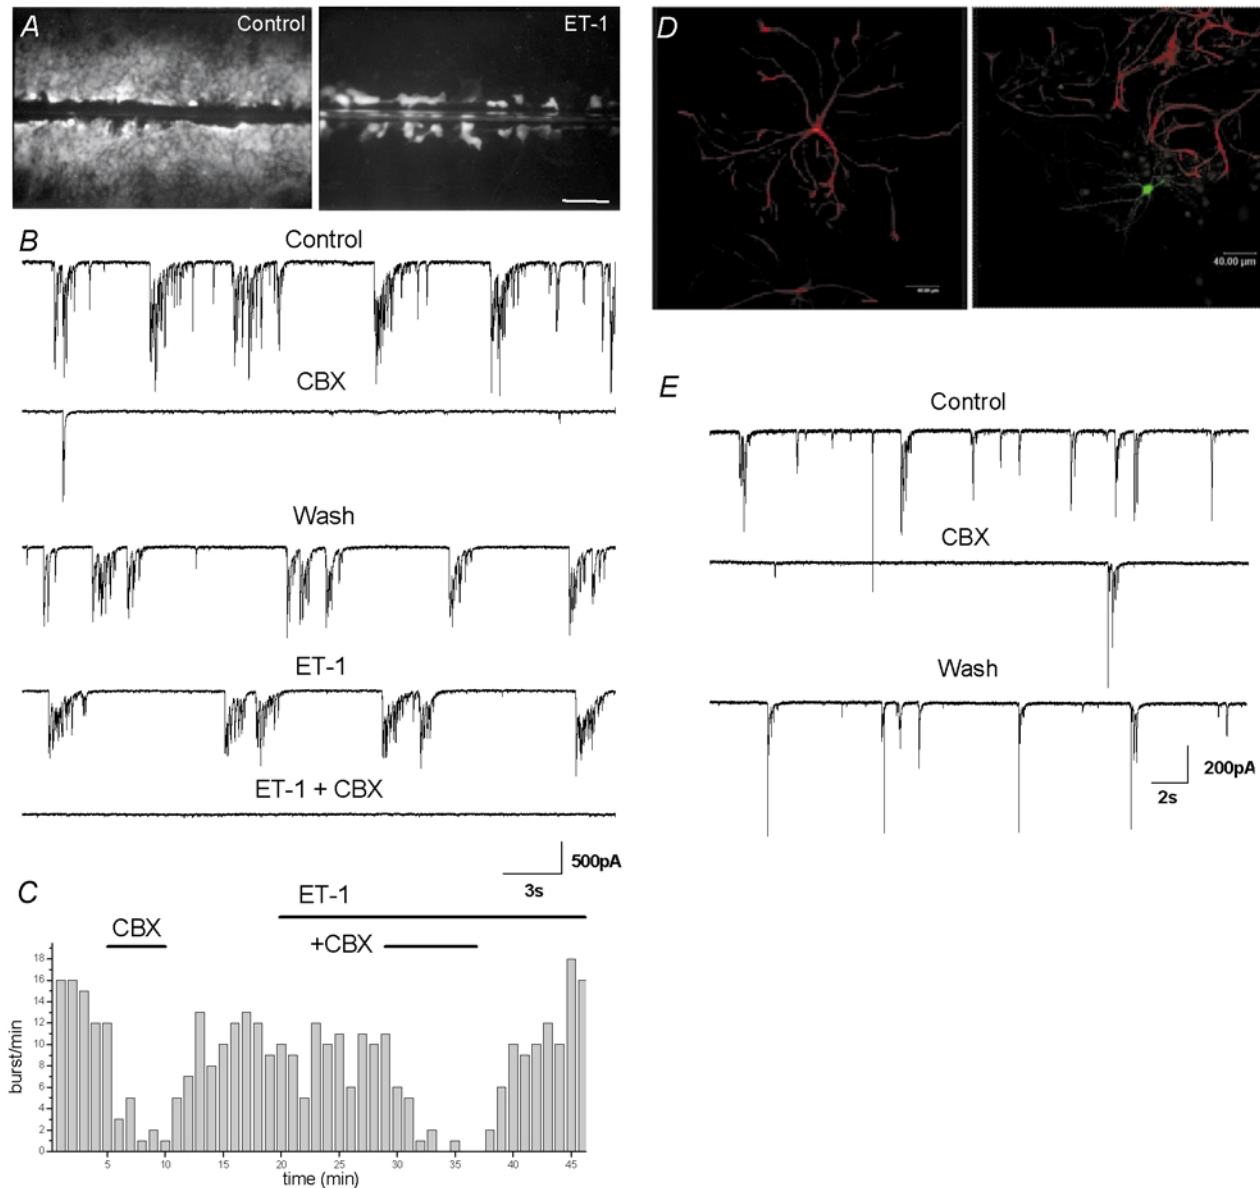 A
Control
ET-1
B
Control
CBX
Wash
ET-1
ET-1 + CBX
500pA
3s
C
ET-1
CBX
+CBX
burst/min
18
16
14
12
10
8
6
4
2
0
5 10 15 20 25 30 35 40 45
time (min)
D
40.00 µm
E
Control
CBX
Wash
200pA
2s